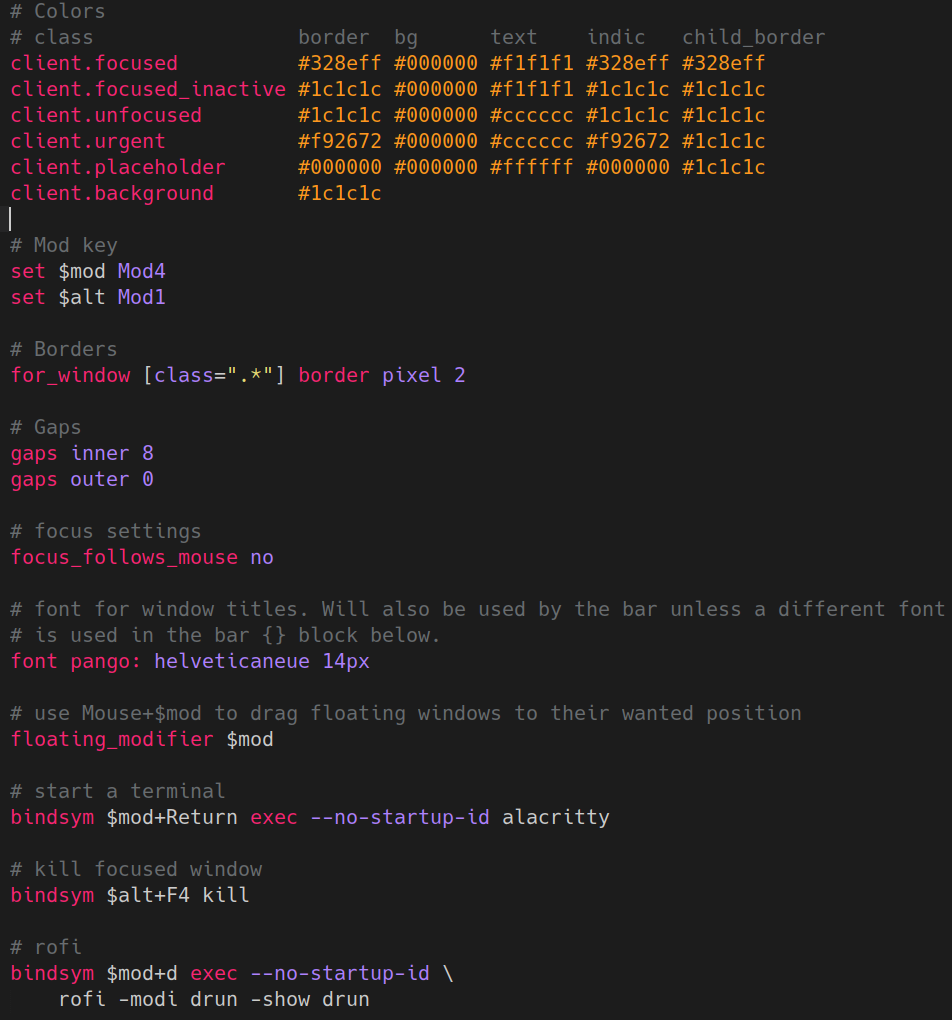 # Colors
# class                 border  bg      text    indic   child_border
client.focused          #328eff #000000 #f1f1f1 #328eff #328eff
client.focused_inactive #1c1c1c #000000 #f1f1f1 #1c1c1c #1c1c1c
client.unfocused        #1c1c1c #000000 #cccccc #1c1c1c #1c1c1c
client.urgent           #f92672 #000000 #cccccc #f92672 #1c1c1c
client.placeholder      #000000 #000000 #ffffff #000000 #1c1c1c
client.background       #1c1c1c

# Mod key
set $mod Mod4
set $alt Mod1

# Borders
for_window [class=".*"] border pixel 2

# Gaps
gaps inner 8
gaps outer 0

# focus settings
focus_follows_mouse no

# font for window titles. Will also be used by the bar unless a different font
# is used in the bar {} block below.
font pango: helveticaneue 14px

# use Mouse+$mod to drag floating windows to their wanted position
floating_modifier $mod

# start a terminal
bindsym $mod+Return exec --no-startup-id alacritty

# kill focused window
bindsym $alt+F4 kill

# rofi
bindsym $mod+d exec --no-startup-id \
    rofi -modi drun -show drun